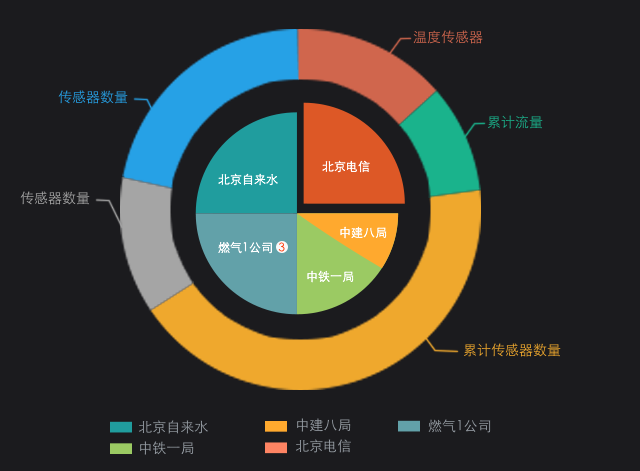 温度传感器
传感器数量
累计流量
北京电信
北京自来水
传感器数量
中建八局
燃气1公司 3
中铁一局
累计传感器数量
北京自来水 中建八局 燃气1公司
中铁一局 北京电信